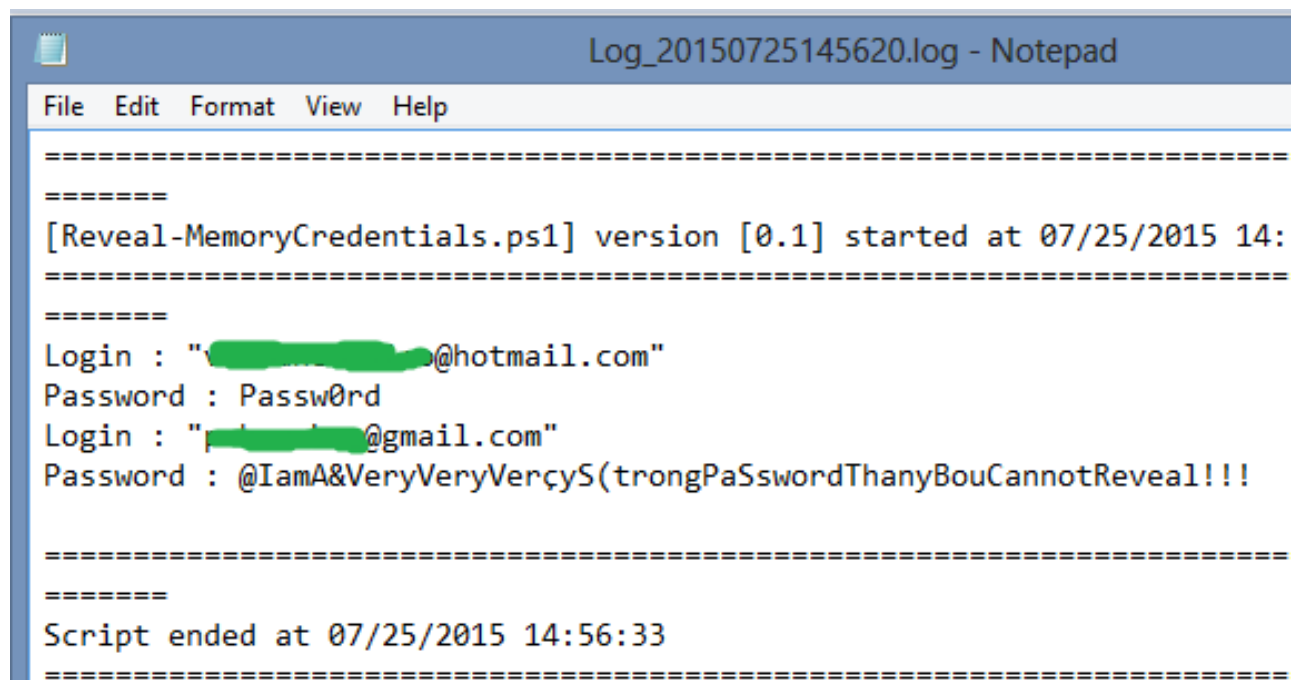 Log_20150725145620.log - Notepad
File Edit Format View Help
======================================================================
=======
[Reveal-MemoryCredentials.ps1] version [0.1] started at 07/25/2015 14:
======================================================================
=======
Login : "@hotmail.com"
Password : Passw0rd
Login : "@gmail.com"
Password : @IamA&VeryVeryVerçyS(trongPaSswordThanyBouCannotReveal!!!
======================================================================
=======
Script ended at 07/25/2015 14:56:33
======================================================================